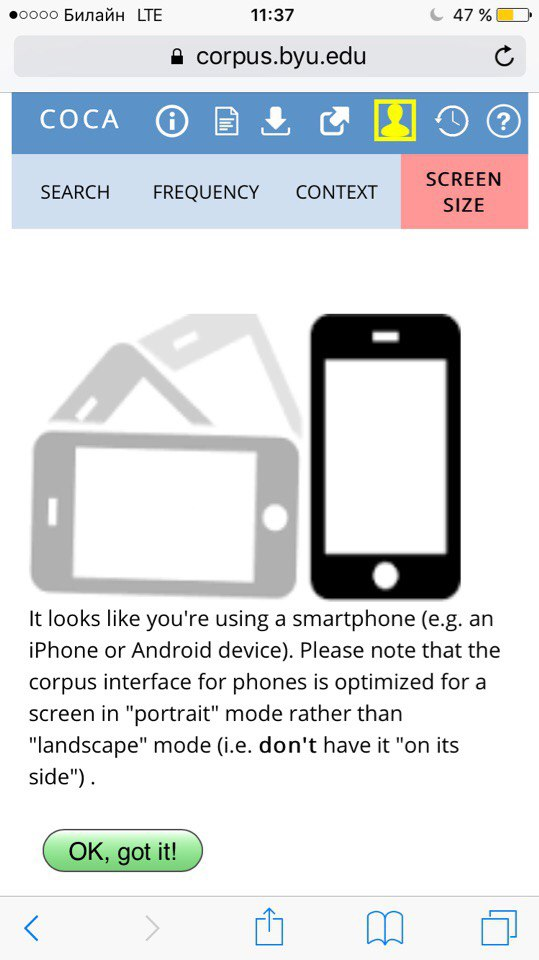 Билайн LTE 11:37 47 %
corpus.byu.edu
COCA
SEARCH FREQUENCY CONTEXT SCREEN SIZE
It looks like you're using a smartphone (e.g. an
iPhone or Android device). Please note that the
corpus interface for phones is optimized for a
screen in "portrait" mode rather than
"landscape" mode (i.e. don't have it "on its
side") .
OK, got it!